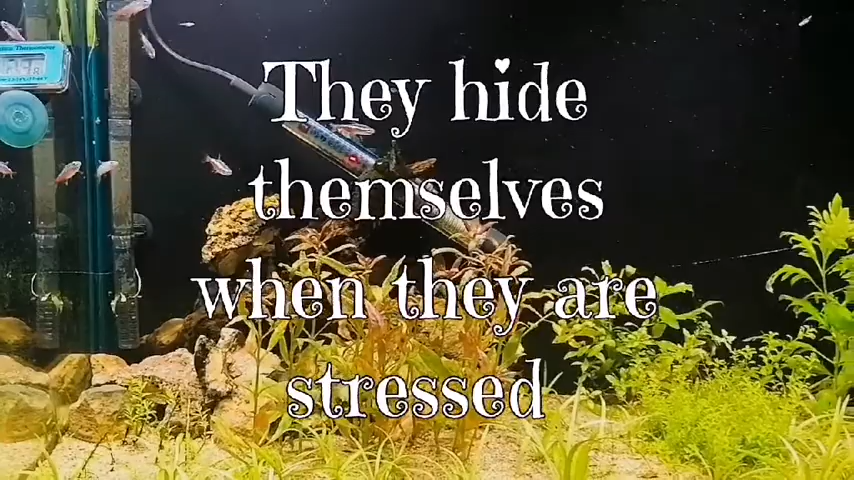 They hide
themselves
when they are
stressed